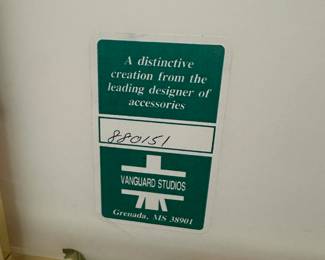 A distinctive
creation from the
leading designer of
accessories
880151
VANGUARD STUDIOS
Grenada, MS 38901